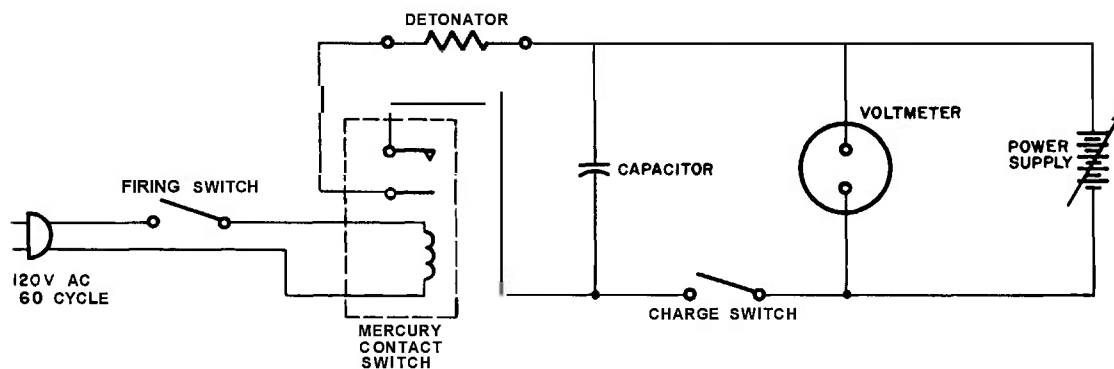 DETONATOR
VOLTMETER
POWER
SUPPLY
CAPACITOR
FIRING SWITCH
120V AC
60 CYCLE
CHARGE SWITCH
MERCURY
CONTACT
SWITCH